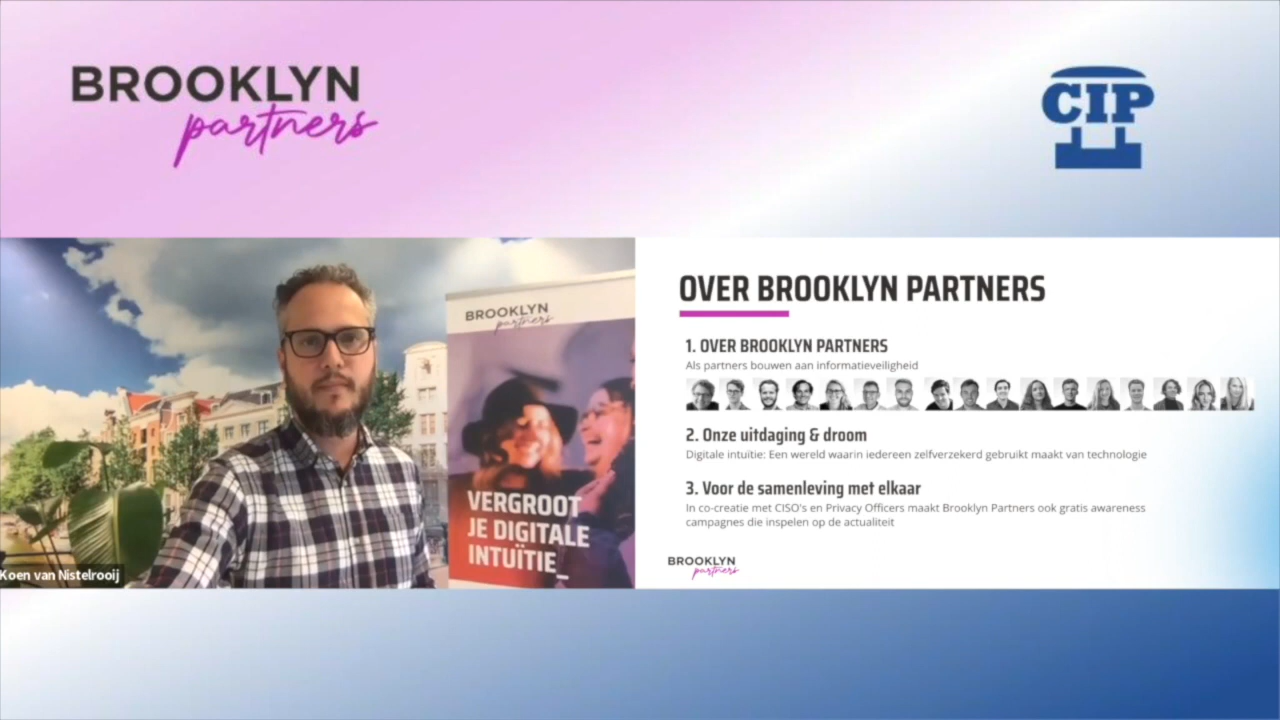 BROOKLYN
partners
CIP
BROOKLYN
partners
VERGROOT
JE DIGITALE
INTUÏTIE_
Koen van Nistelrooij
OVER BROOKLYN PARTNERS
1. OVER BROOKLYN PARTNERS
Als partners bouwen aan informatieveiligheid
2. Onze uitdaging & droom
Digitale intuïtie: Een wereld waarin iedereen zelfverzekerd gebruikt maakt van technologie
3. Voor de samenleving met elkaar
In co-creatie met CISO's en Privacy Officers maakt Brooklyn Partners ook gratis awareness
campagnes die inspelen op de actualiteit
BROOKLYN
partners